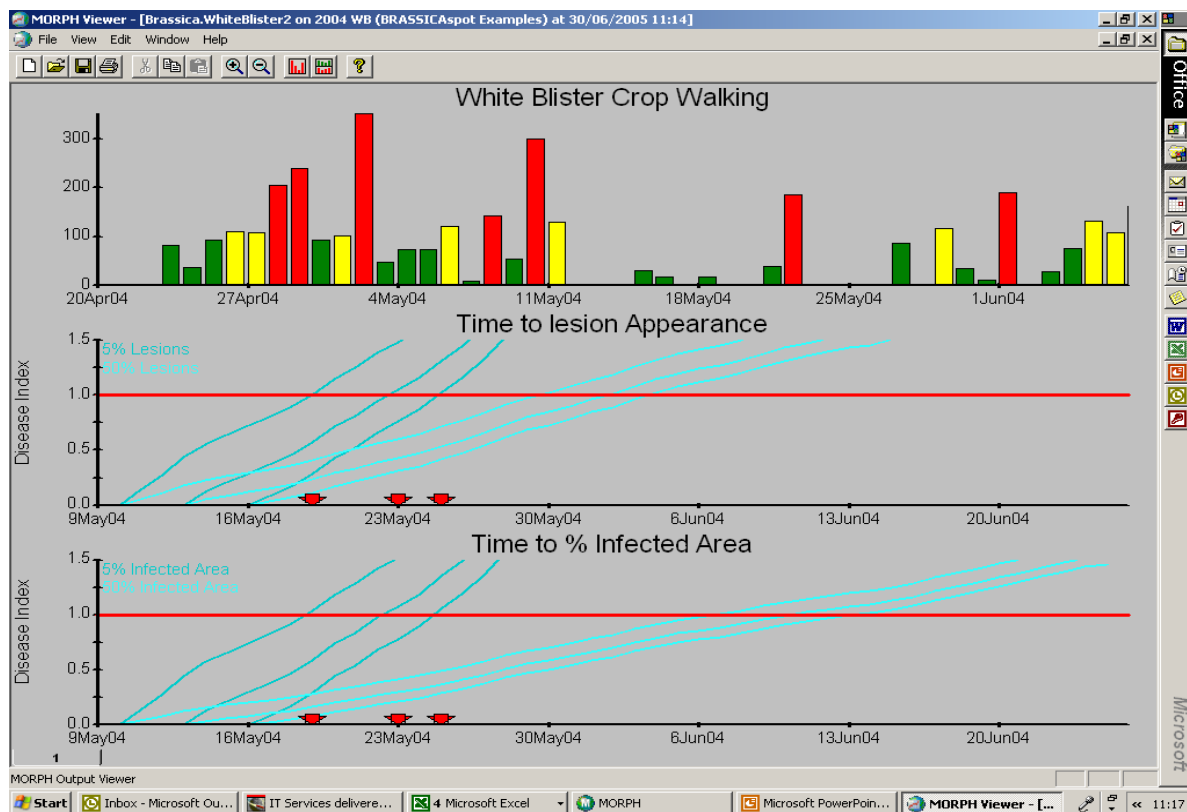 MORPH Viewer - [Brassica.WhiteBlister2 on 2004 WB (BRASSICAspot Examples) at 30/06/2005 11:14]
File View Edit Window Help
Office
White Blister Crop Walking
300
200
100
0
20Apr04 27Apr04 4May04 11May04 18May04 25May04 1Jun04
Time to lesion Appearance
Disease Index
1.5
5% Lesions
50% Lesions
1.0
0.5
0.0
9May04 16May04 23May04 30May04 6Jun04 13Jun04 20Jun04
Time to % Infected Area
Disease Index
1.5
5% Infected Area
50% Infected Area
1.0
0.5
0.0
9May04 16May04 23May04 30May04 6Jun04 13Jun04 20Jun04
1
Microsoft
MORPH Output Viewer
Start Inbox - Microsoft Ou... IT Services delivere... 4 Microsoft Excel MORPH Microsoft PowerPoin... MORPH Viewer - [... « 11:17